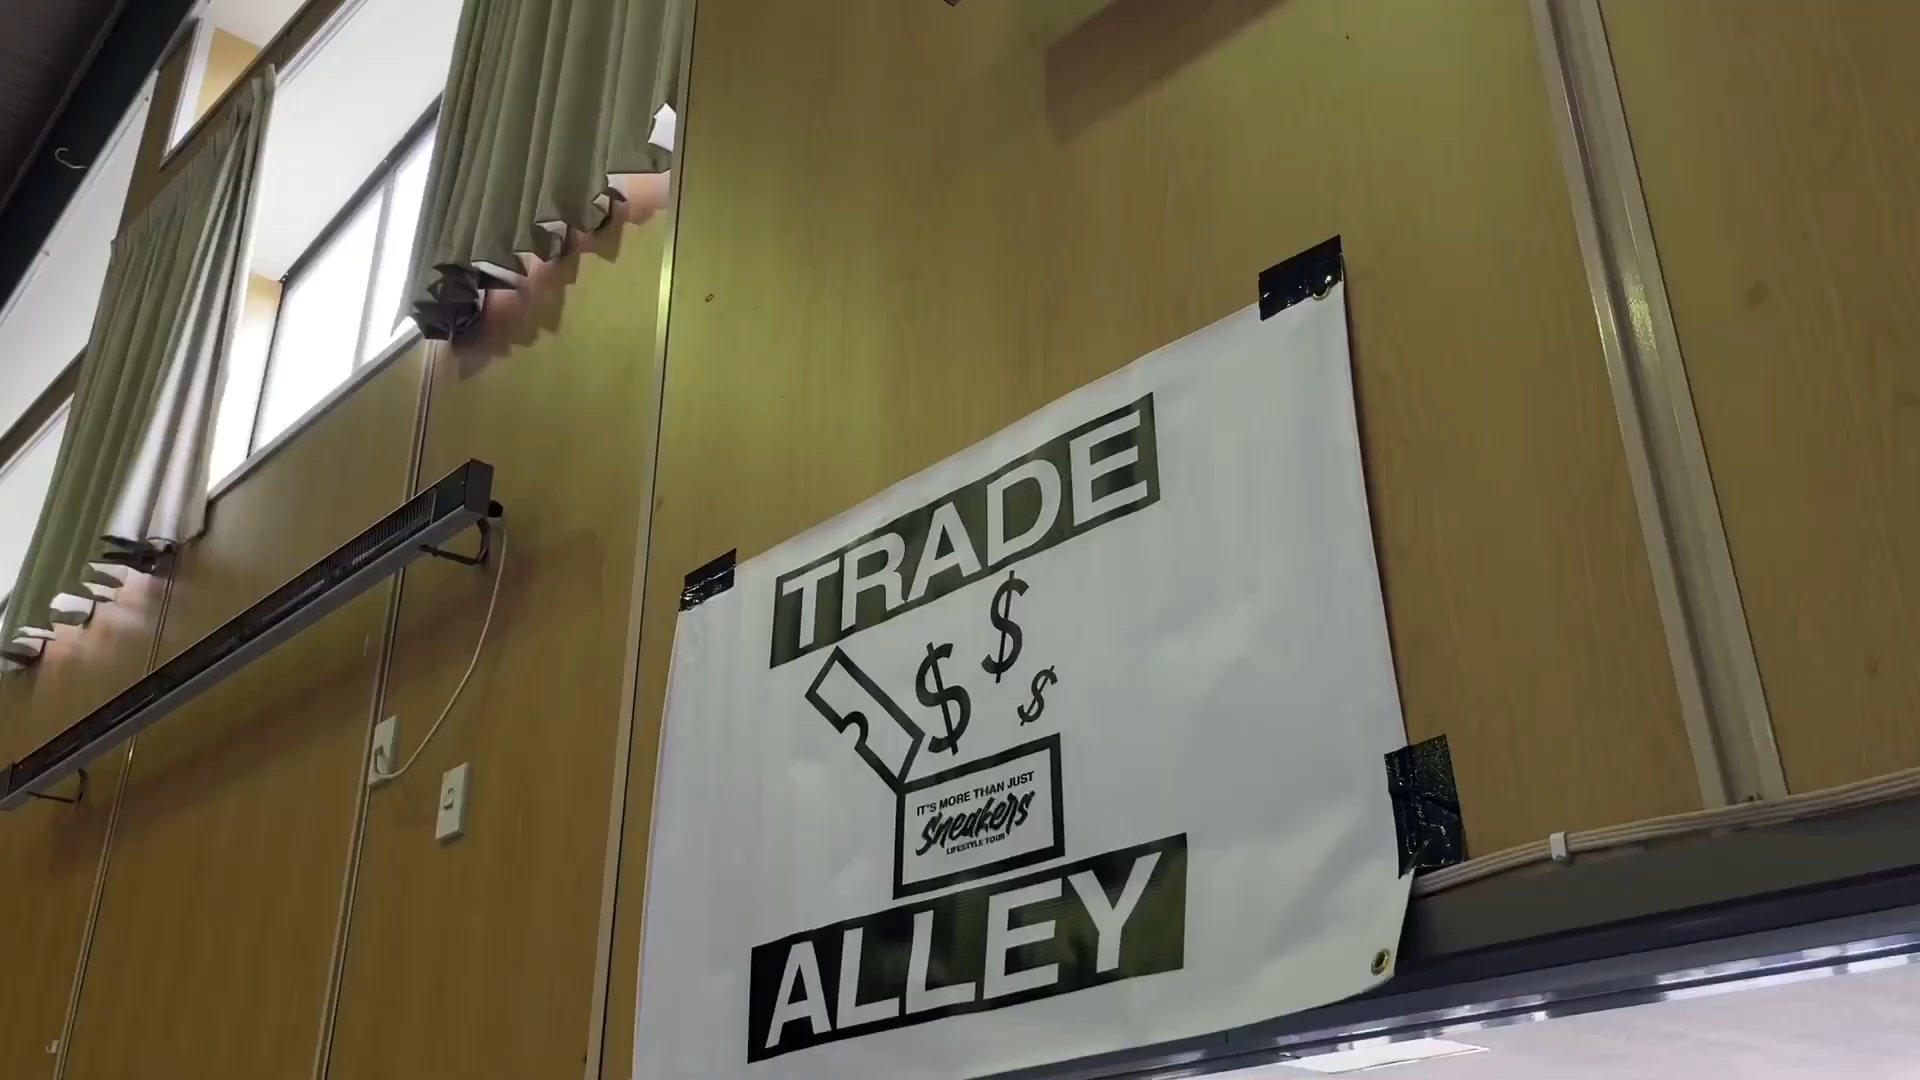 TRADE
$ $ $
IT'S MORE THAN JUST
Sneakers
LIFESTYLE TOUR
ALLEY